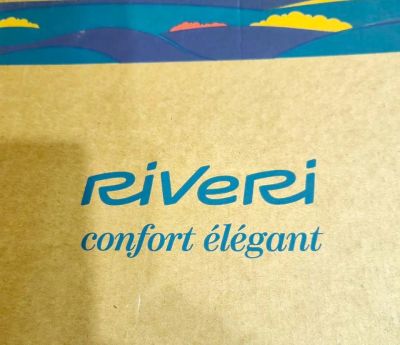 RiVeRi
confort élégant